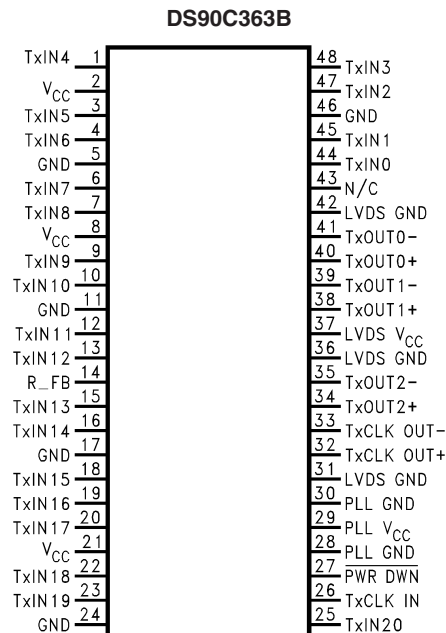 DS90C363B
TxIN4 1
VCC 2
TxIN5 3
TxIN6 4
GND 5
TxIN7 6
TxIN8 7
VCC 8
TxIN9 9
TxIN10 10
GND 11
TxIN11 12
TxIN12 13
R_FB 14
TxIN13 15
TxIN14 16
GND 17
TxIN15 18
TxIN16 19
TxIN17 20
VCC 21
TxIN18 22
TxIN19 23
GND 24
48 TxIN3
47 TxIN2
46 GND
45 TxIN1
44 TxIN0
43 N/C
42 LVDS GND
41 TxOUT0−
40 TxOUT0+
39 TxOUT1−
38 TxOUT1+
37 LVDS VCC
36 LVDS GND
35 TxOUT2−
34 TxOUT2+
33 TxCLK OUT−
32 TxCLK OUT+
31 LVDS GND
30 PLL GND
29 PLL VCC
28 PLL GND
27 PWR DWN
26 TxCLK IN
25 TxIN20